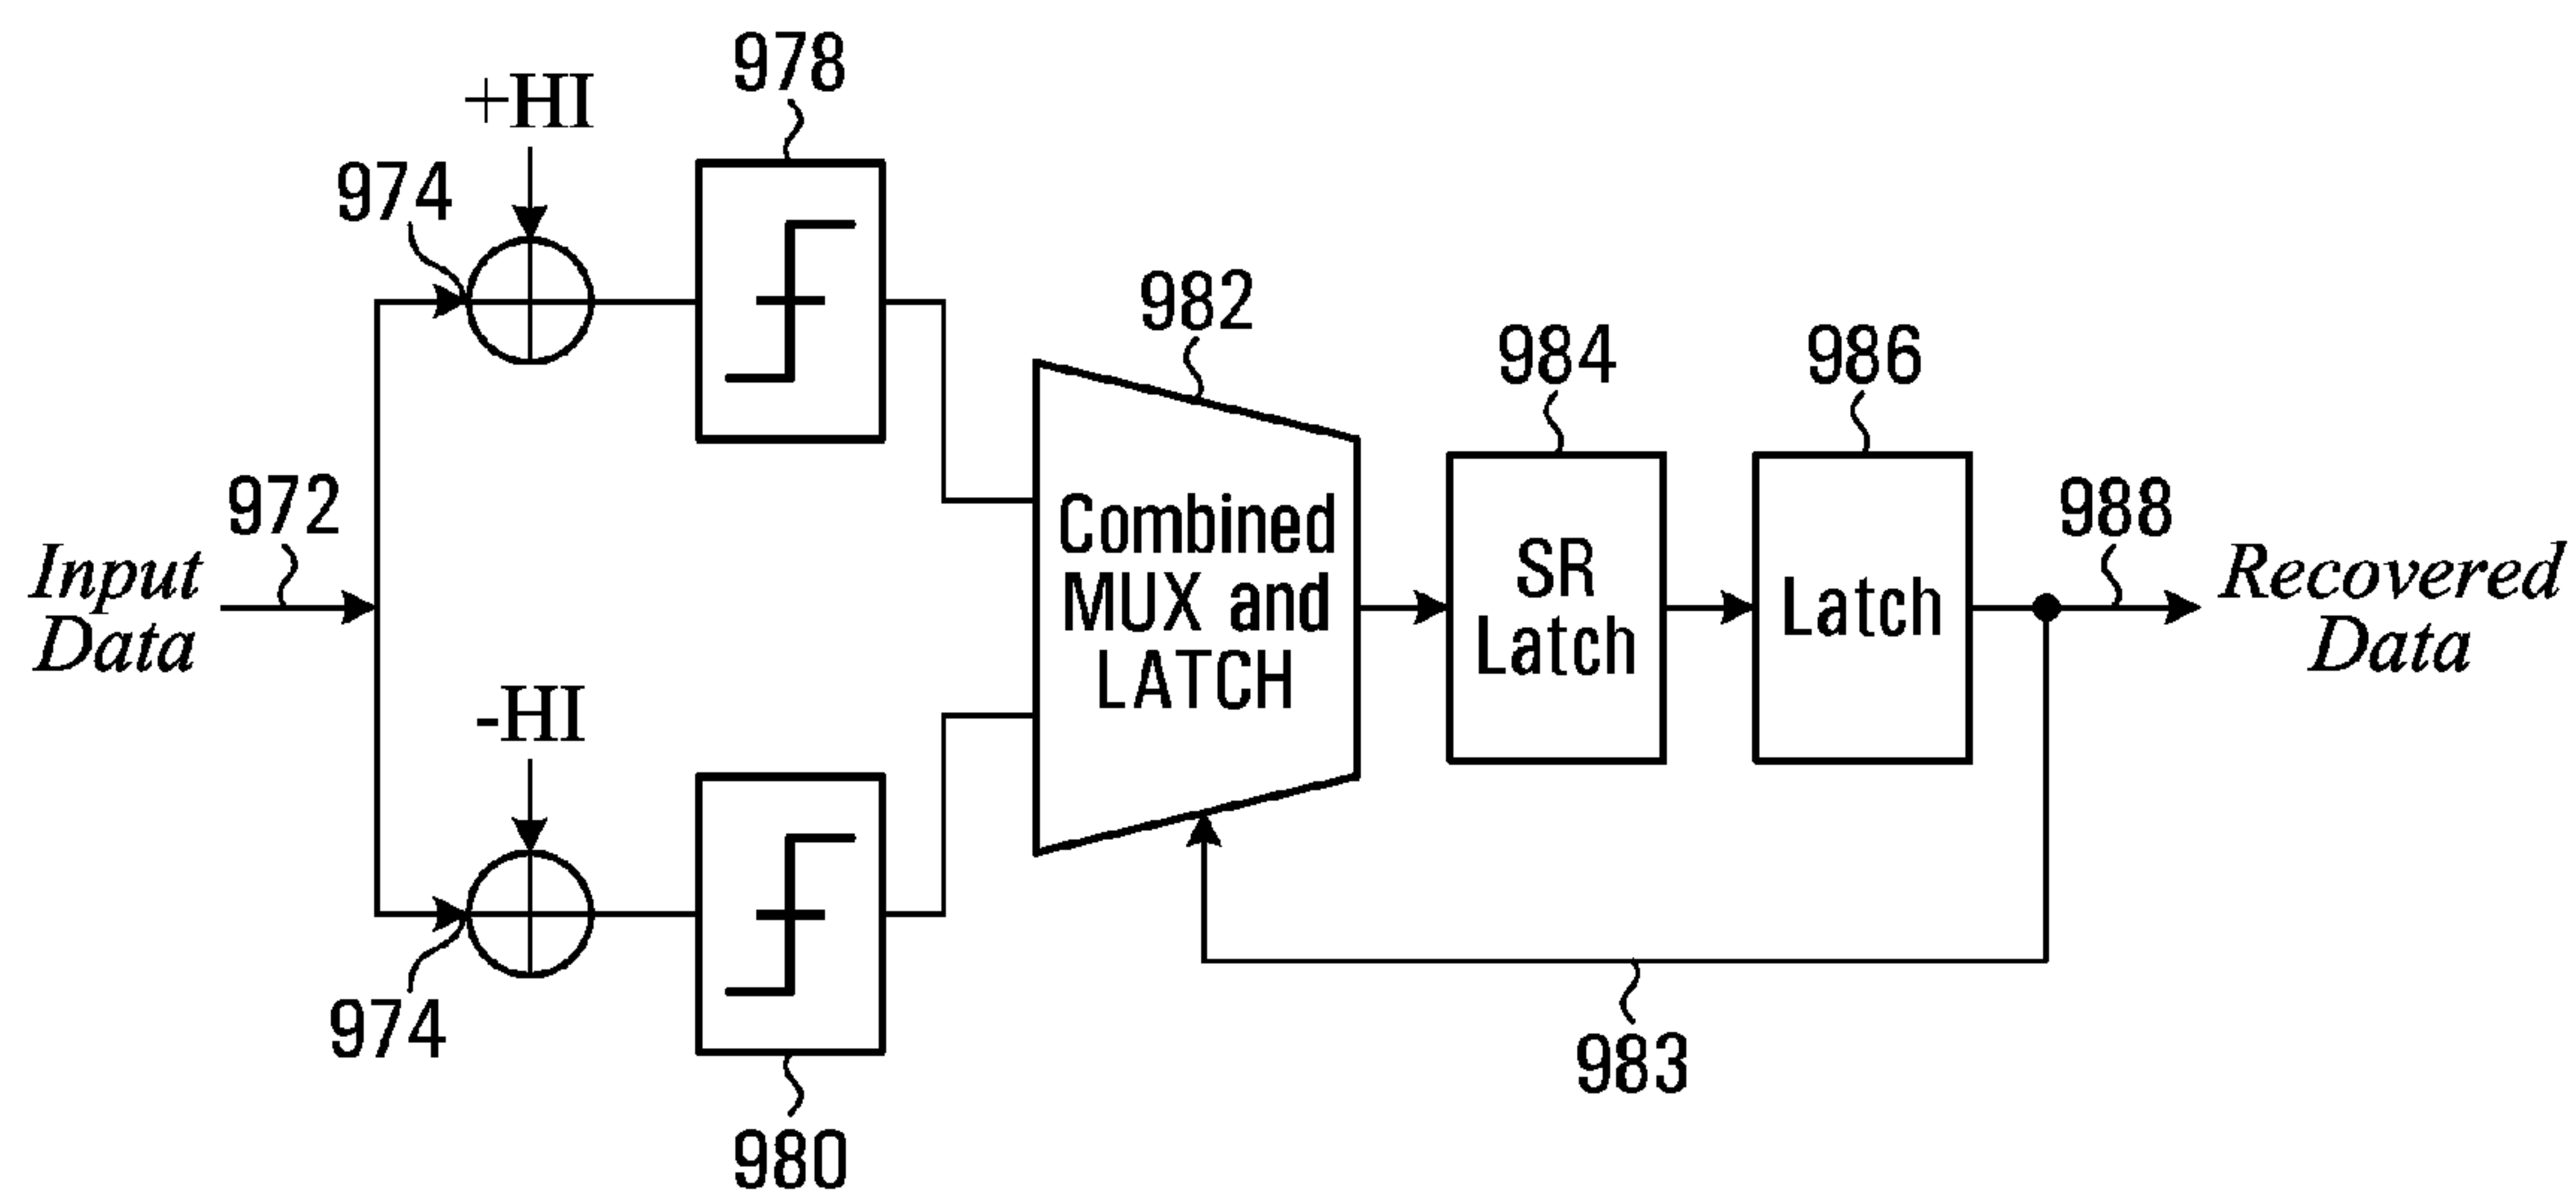 978
+HI
974
982
984
986
972
988
Input
Data
Combined
MUX and
LATCH
SR
Latch
Latch
Recovered
Data
-HI
974
983
980